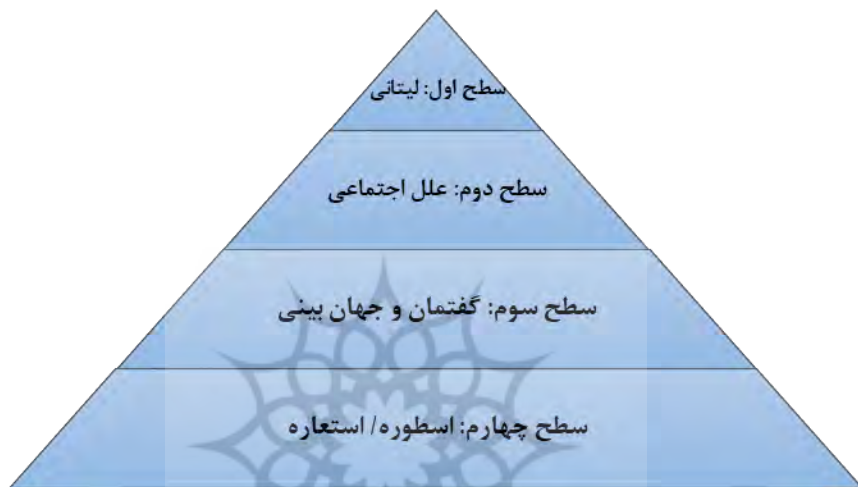 سطح اول: لیتانی
سطح دوم: علل اجتماعی
سطح سوم: گفتمان و جهان بینی
سطح چهارم: اسطوره/ استعاره